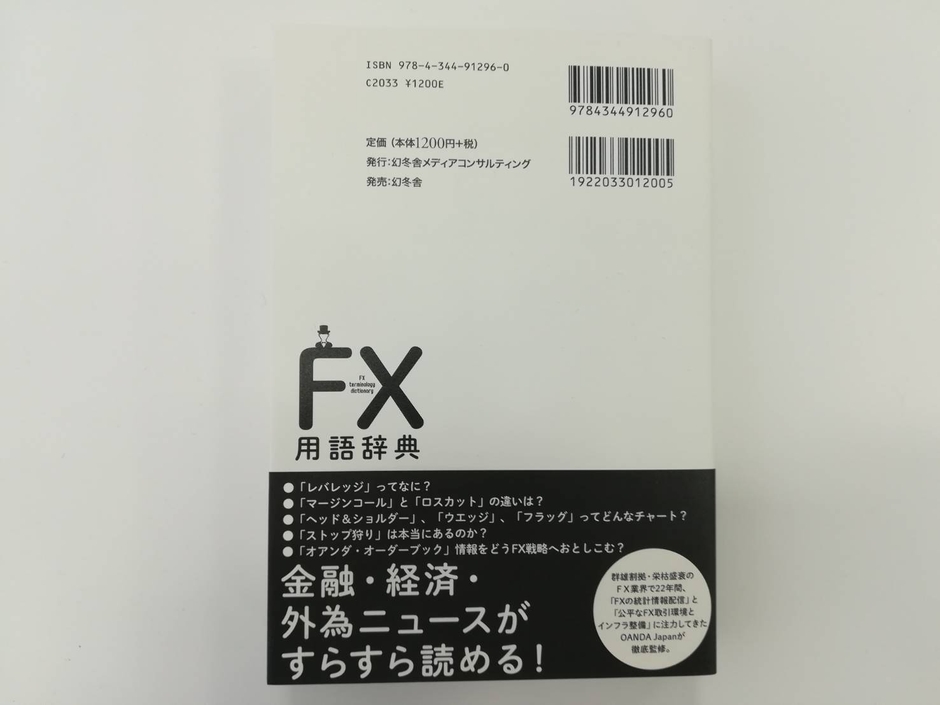 ISBN 978-4-344-91296-0
C2033 ¥1200E
9784344912960
定価（本体1200円+税）
発行：幻冬舎メディアコンサルティング
発売：幻冬舎
1922033012005
FX
FX
terminology
dictionary
用語辞典
●「レバレッジ」ってなに？
●「マージンコール」と「ロスカット」の違いは？
●「ヘッド＆ショルダー」、「ウエッジ」、「フラッグ」ってどんなチャート？
●「ストップ狩り」は本当にあるのか？
●「オアンダ・オーダーブック」情報をどうFX戦略へおとしこむ？
金融・経済・
外為ニュースが
すらすら読める！
群雄割拠・栄枯盛衰の
ＦＸ業界で22年間、
「FXの統計情報配信」と
「公平なFX取引環境と
インフラ整備」に注力してきた
OANDA Japanが
徹底監修。